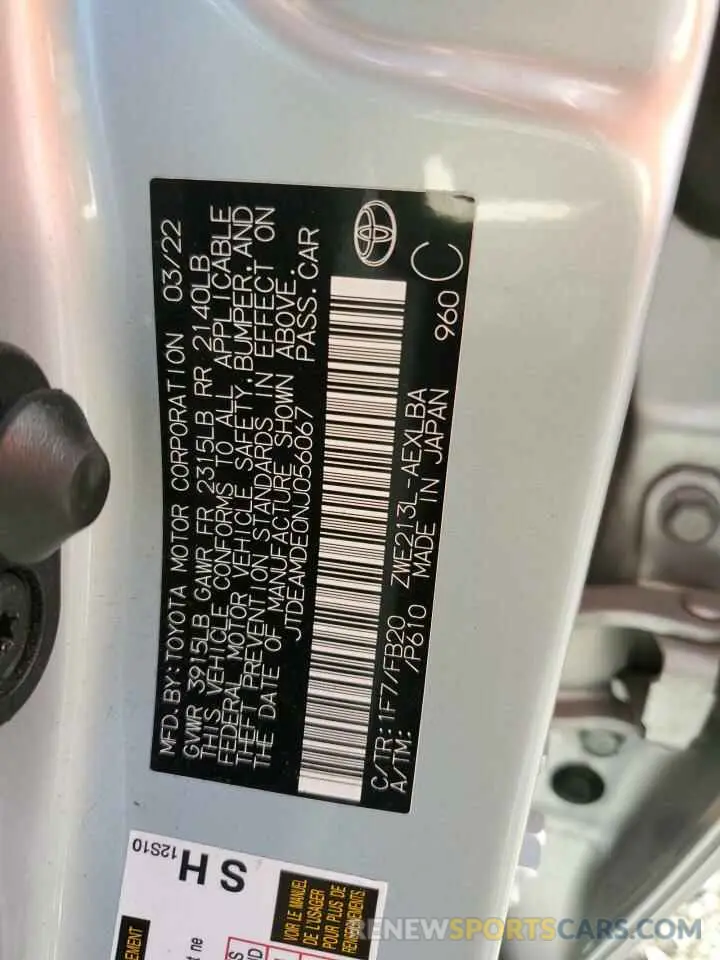 MFD.BY:TOYOTA MOTOR CORPORATION 03/22
GVWR 3915LB GAWR FR 2315LB RR 2140LB
THIS VEHICLE CONFORMS TO ALL APPLICABLE
FEDERAL MOTOR VEHICLE SAFETY,BUMPER,AND
THEFT PREVENTION STANDARDS IN EFFECT ON
THE DATE OF MANUFACTURE SHOWN ABOVE.
JTDEAMDE0NJ056067 PASS.CAR
C/TR:1F7/FB20 ZWE213L-AEXLBA 960 C
A/TM: /P610 MADE IN JAPAN
SH
12S10
VOIR LE MANUEL
DE L'USAGER
POUR PLUS DE
RENSEIGNEMENTS.
RENEWSPORTSCARS.COM